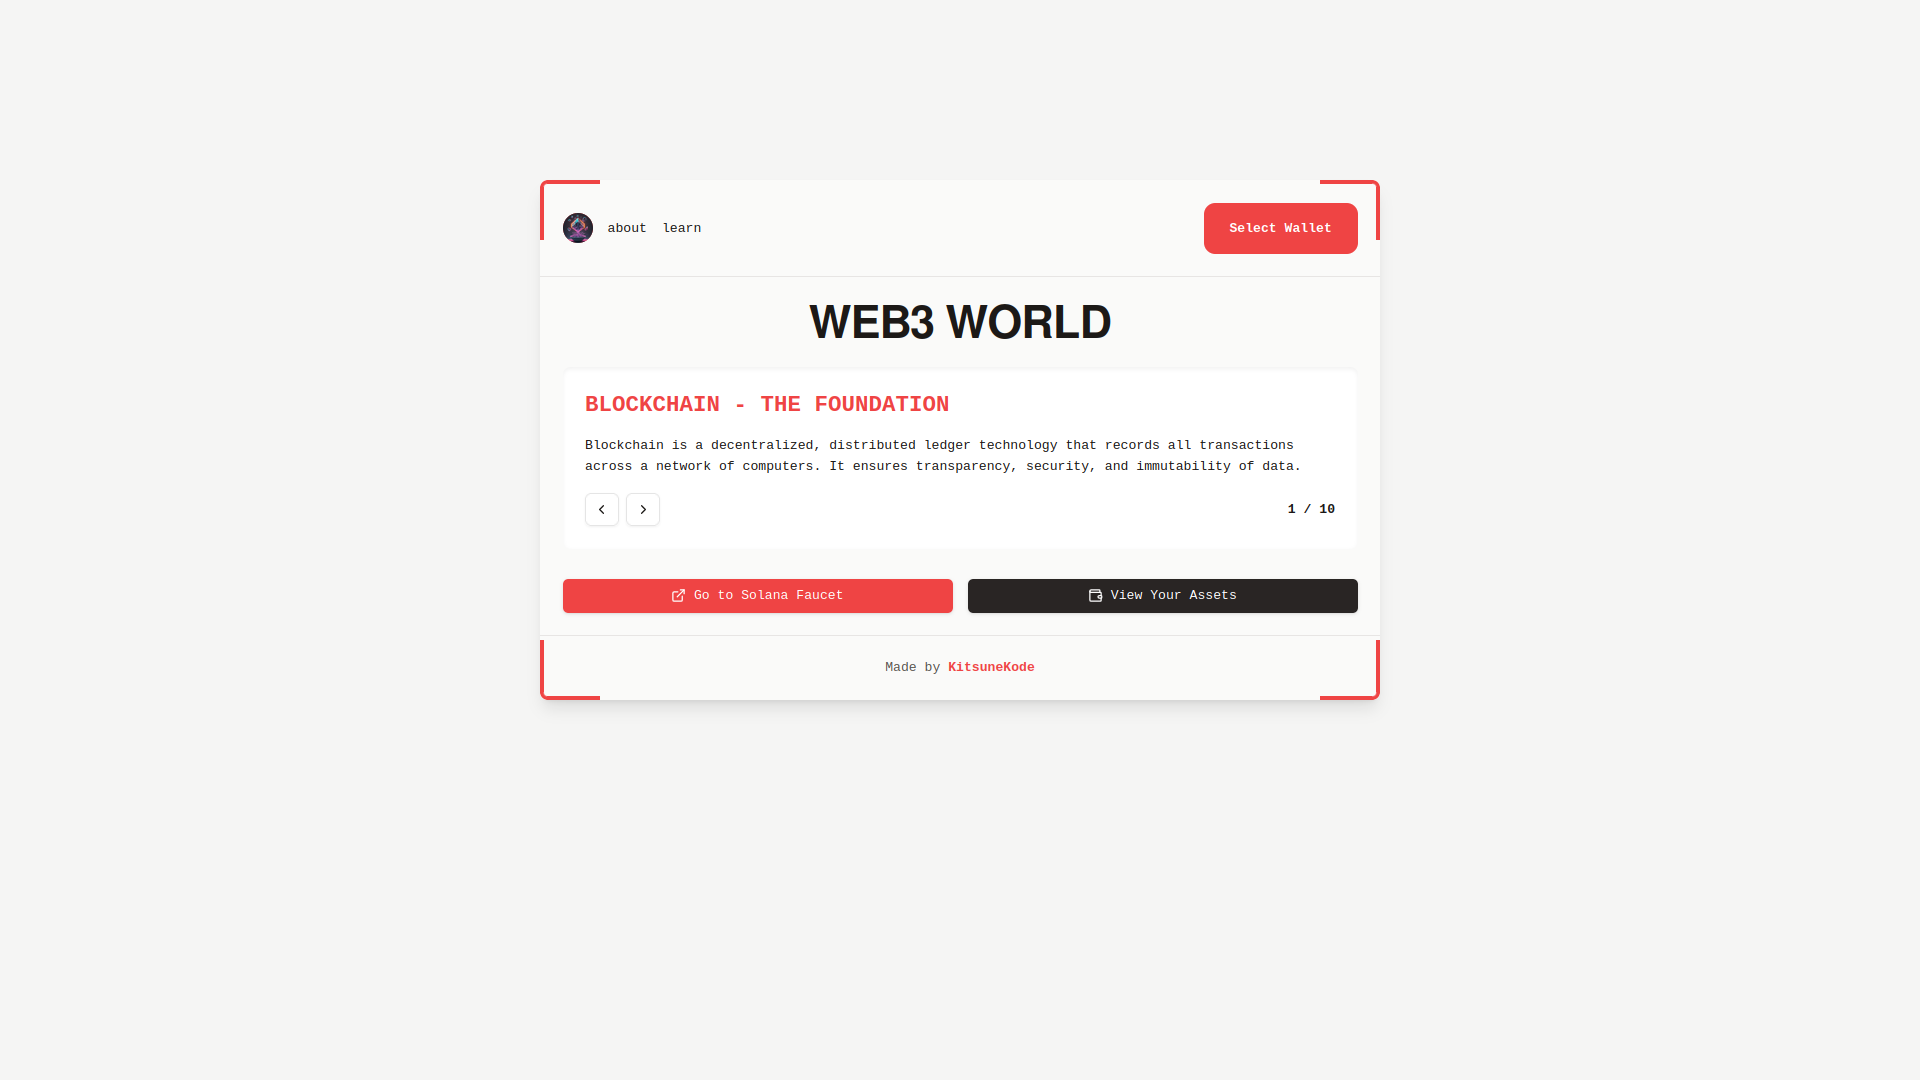 about learn
Select Wallet
WEB3 WORLD
BLOCKCHAIN - THE FOUNDATION
Blockchain is a decentralized, distributed ledger technology that records all transactions
across a network of computers. It ensures transparency, security, and immutability of data.
1 / 10
Go to Solana Faucet
View Your Assets
Made by KitsuneKode